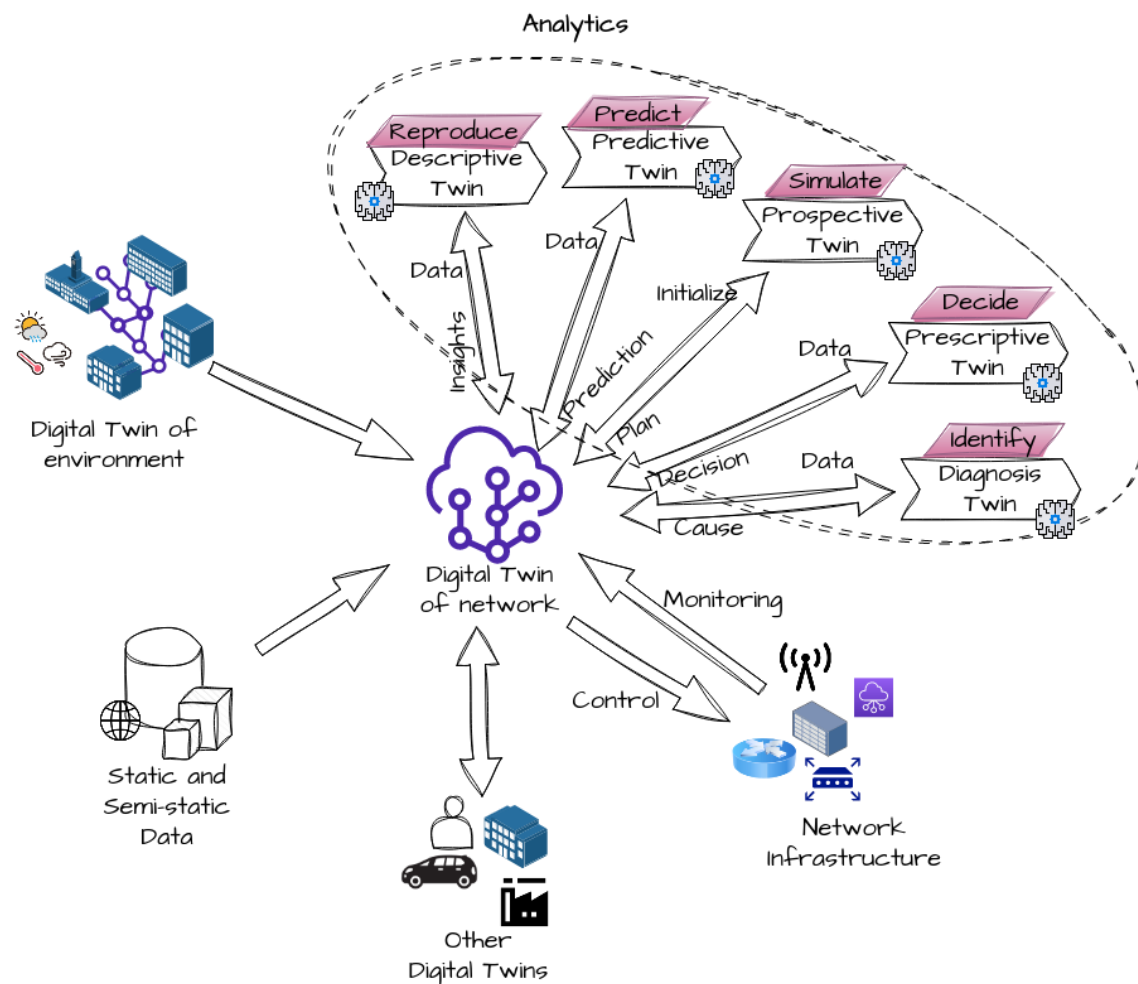 Analytics
Reproduce
Descriptive
Twin
Predict
Predictive
Twin
Simulate
Prospective
Twin
Decide
Prescriptive
Twin
Identify
Diagnosis
Twin
Data
Insights
Data
Prediction
Initialize
Plan
Data
Decision
Data
Cause
Digital Twin of
environment
Digital Twin
of network
Monitoring
Control
Static and
Semi-static
Data
Network
Infrastructure
Other
Digital Twins